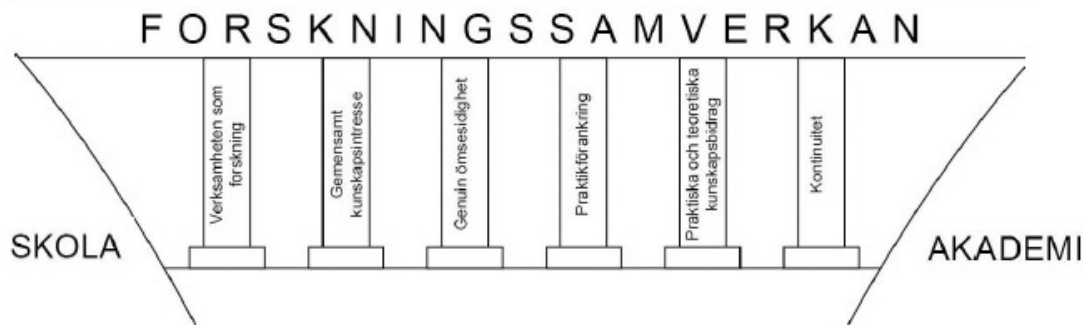 FORSKNINGSSAMVERKAN
Verksamheten som
forskning
Gemensamt
kunskapsintresse
Genuin ömsesidighet
Praktikförankring
Praktiska och teoretiska
kunskapsbidrag
Kontinuitet
SKOLA
AKADEMI